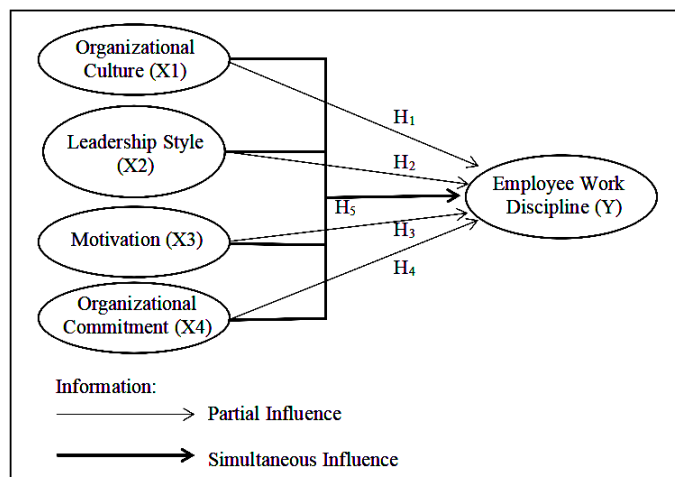 Organizational
Culture (X1)
H₁
Leadership Style
(X2)
H₂
Employee Work
Discipline (Y)
H₅
Motivation (X3)
H₃
H₄
Organizational
Commitment (X4)
Information:
Partial Influence
Simultaneous Influence